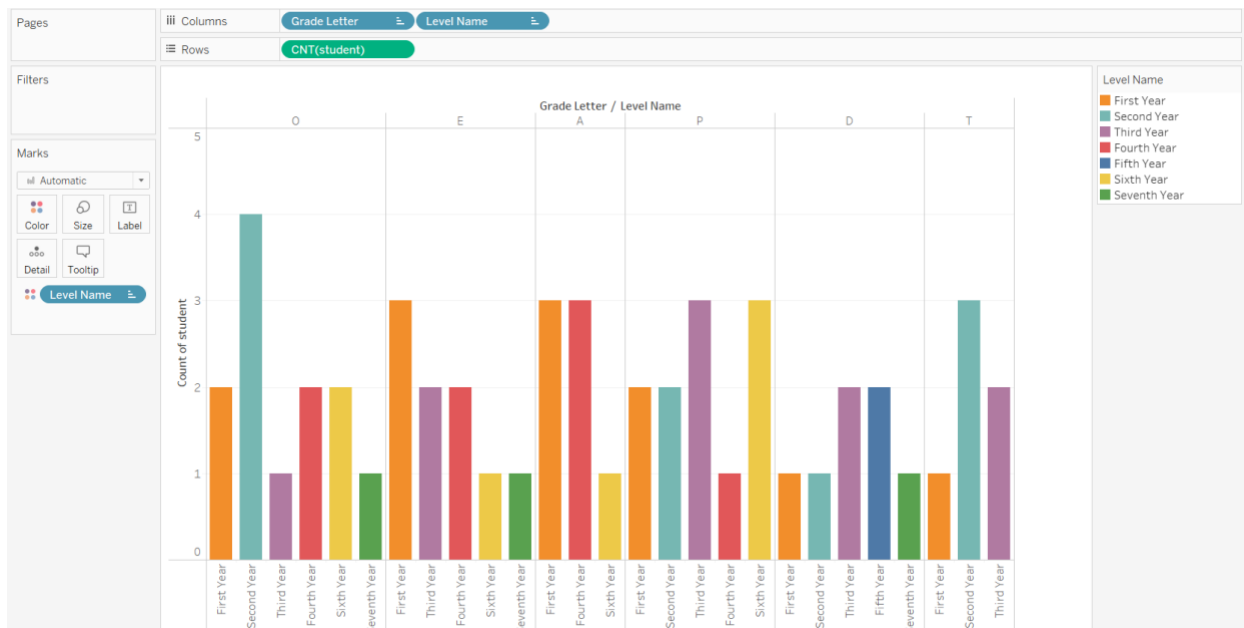 Pages
Columns
Grade Letter
Level Name
Rows
CNT(student)
Filters
Marks
Automatic
Color
Size
Label
Detail
Tooltip
Level Name
Grade Letter / Level Name
O E A P D T
5
4
3
2
1
0
Count of student
First Year
Second Year
Third Year
Fourth Year
Sixth Year
eventh Year
First Year
Third Year
Fourth Year
Sixth Year
eventh Year
First Year
Fourth Year
Sixth Year
First Year
Second Year
Third Year
Fourth Year
Sixth Year
First Year
Second Year
Third Year
Fifth Year
eventh Year
First Year
Second Year
Third Year
Level Name
First Year
Second Year
Third Year
Fourth Year
Fifth Year
Sixth Year
Seventh Year